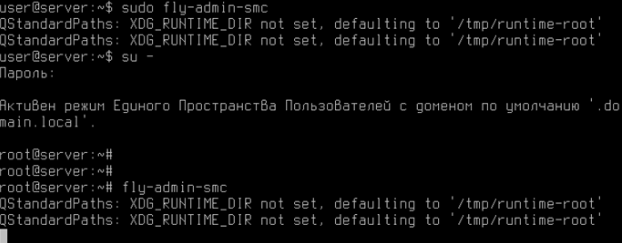 user@server:~$ sudo fly-admin-smc
QStandardPaths: XDG_RUNTIME_DIR not set, defaulting to '/tmp/runtime-root'
QStandardPaths: XDG_RUNTIME_DIR not set, defaulting to '/tmp/runtime-root'
user@server:~$ su -
Пароль:
Активен режим Единого Пространства Пользователей с доменом по умолчанию '.do
main.local'.
root@server:~#
root@server:~#
root@server:~# fly-admin-smc
QStandardPaths: XDG_RUNTIME_DIR not set, defaulting to '/tmp/runtime-root'
QStandardPaths: XDG_RUNTIME_DIR not set, defaulting to '/tmp/runtime-root'